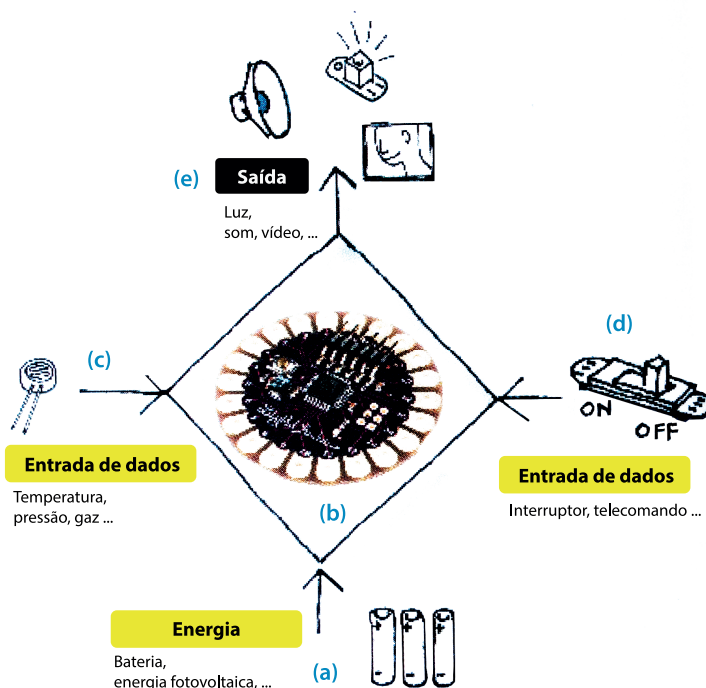 (e)
Saída
Luz,
som, vídeo, ...
(d)
(c)
ON
OFF
Entrada de dados
Temperatura,
pressão, gaz ...
Entrada de dados
Interruptor, telecomando ...
(b)
Energia
Bateria,
energia fotovoltaica, ...
(a)